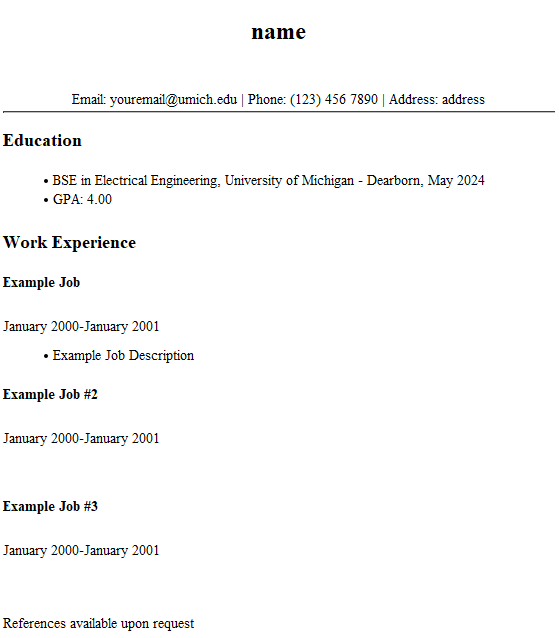 name
Email: youremail@umich.edu | Phone: (123) 456 7890 | Address: address
Education
• BSE in Electrical Engineering, University of Michigan - Dearborn, May 2024
• GPA: 4.00
Work Experience
Example Job
January 2000-January 2001
• Example Job Description
Example Job #2
January 2000-January 2001
Example Job #3
January 2000-January 2001
References available upon request